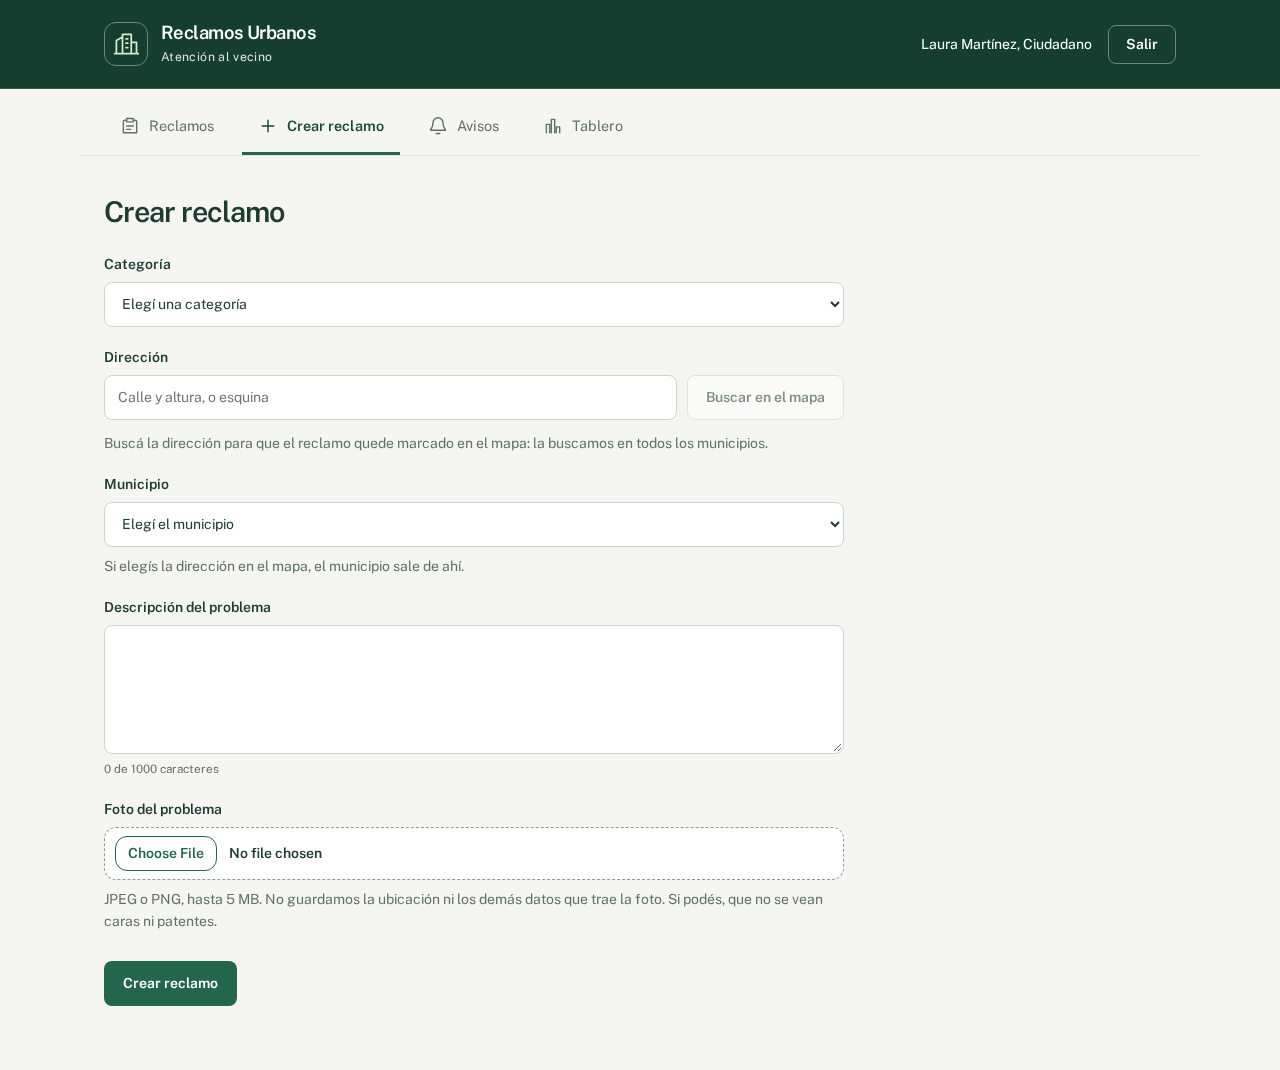 Reclamos Urbanos
Atención al vecino
Laura Martínez, Ciudadano
Salir
Reclamos
Crear reclamo
Avisos
Tablero
Crear reclamo
Categoría
Elegí una categoría
Dirección
Calle y altura, o esquina
Buscar en el mapa
Buscá la dirección para que el reclamo quede marcado en el mapa: la buscamos en todos los municipios.
Municipio
Elegí el municipio
Si elegís la dirección en el mapa, el municipio sale de ahí.
Descripción del problema
0 de 1000 caracteres
Foto del problema
Choose File
No file chosen
JPEG o PNG, hasta 5 MB. No guardamos la ubicación ni los demás datos que trae la foto. Si podés, que no se vean
caras ni patentes.
Crear reclamo